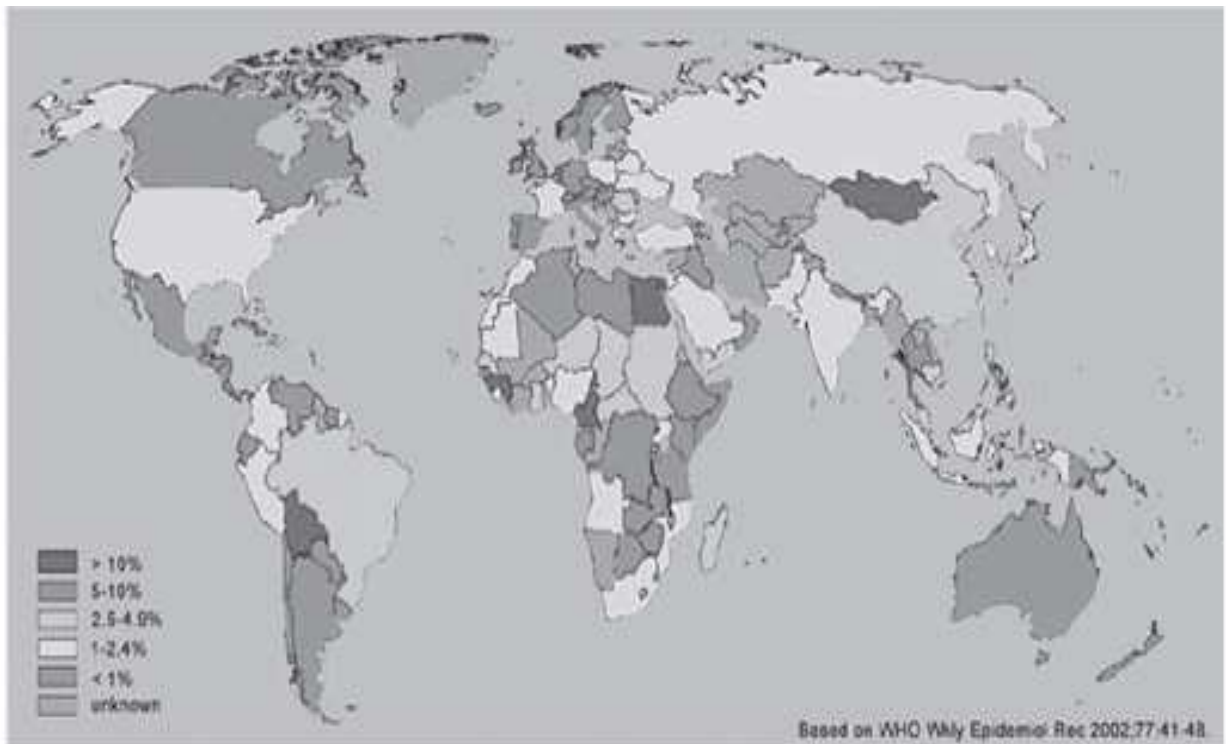 > 10%
5-10%
2.5-4.9%
1-2.4%
< 1%
unknown
Based on WHO Wkly Epidemiol Rec 2002;77:41-48.